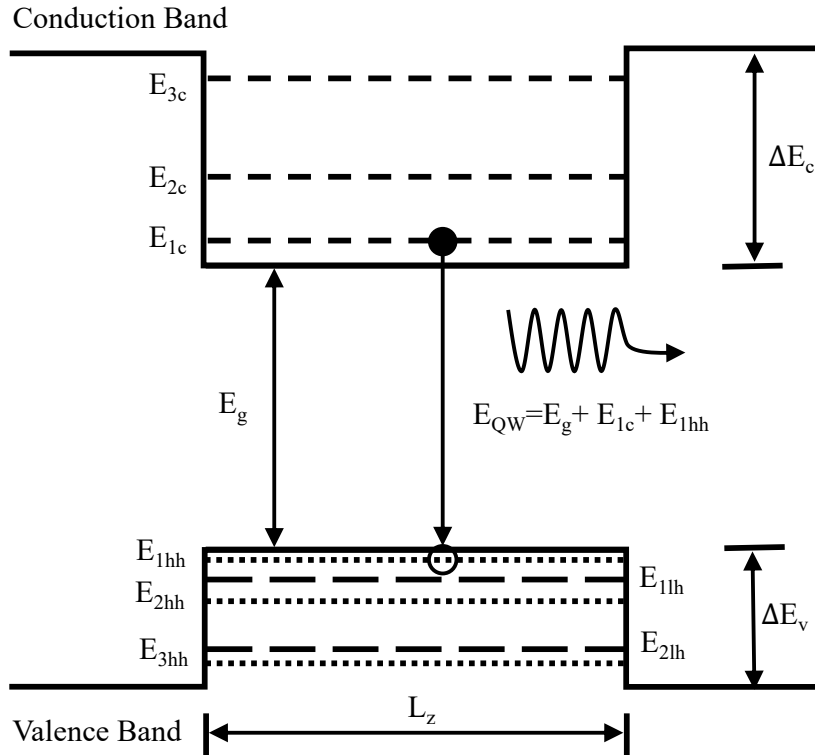 Conduction Band
E₃c
ΔEc
E₂c
E₁c
Eg
E_QW=Eg+ E₁c+ E₁hh
E₁hh
E₁lh
E₂hh
ΔEv
E₃hh
E₂lh
Lz
Valence Band